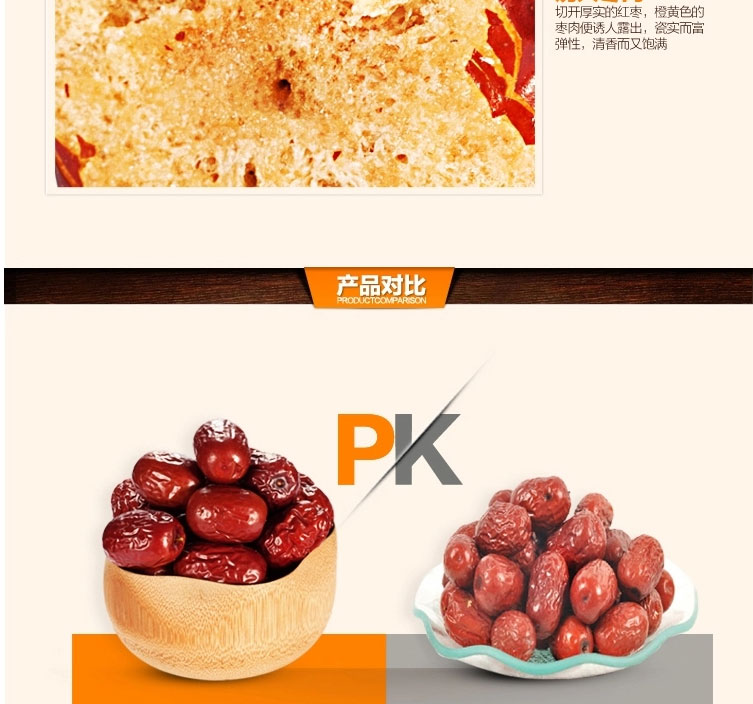 切开厚实的红枣，橙黄色的
枣肉便诱人露出，瓷实而富
弹性，清香而又饱满
产品对比
PRODUCTCOMPARISON
PK